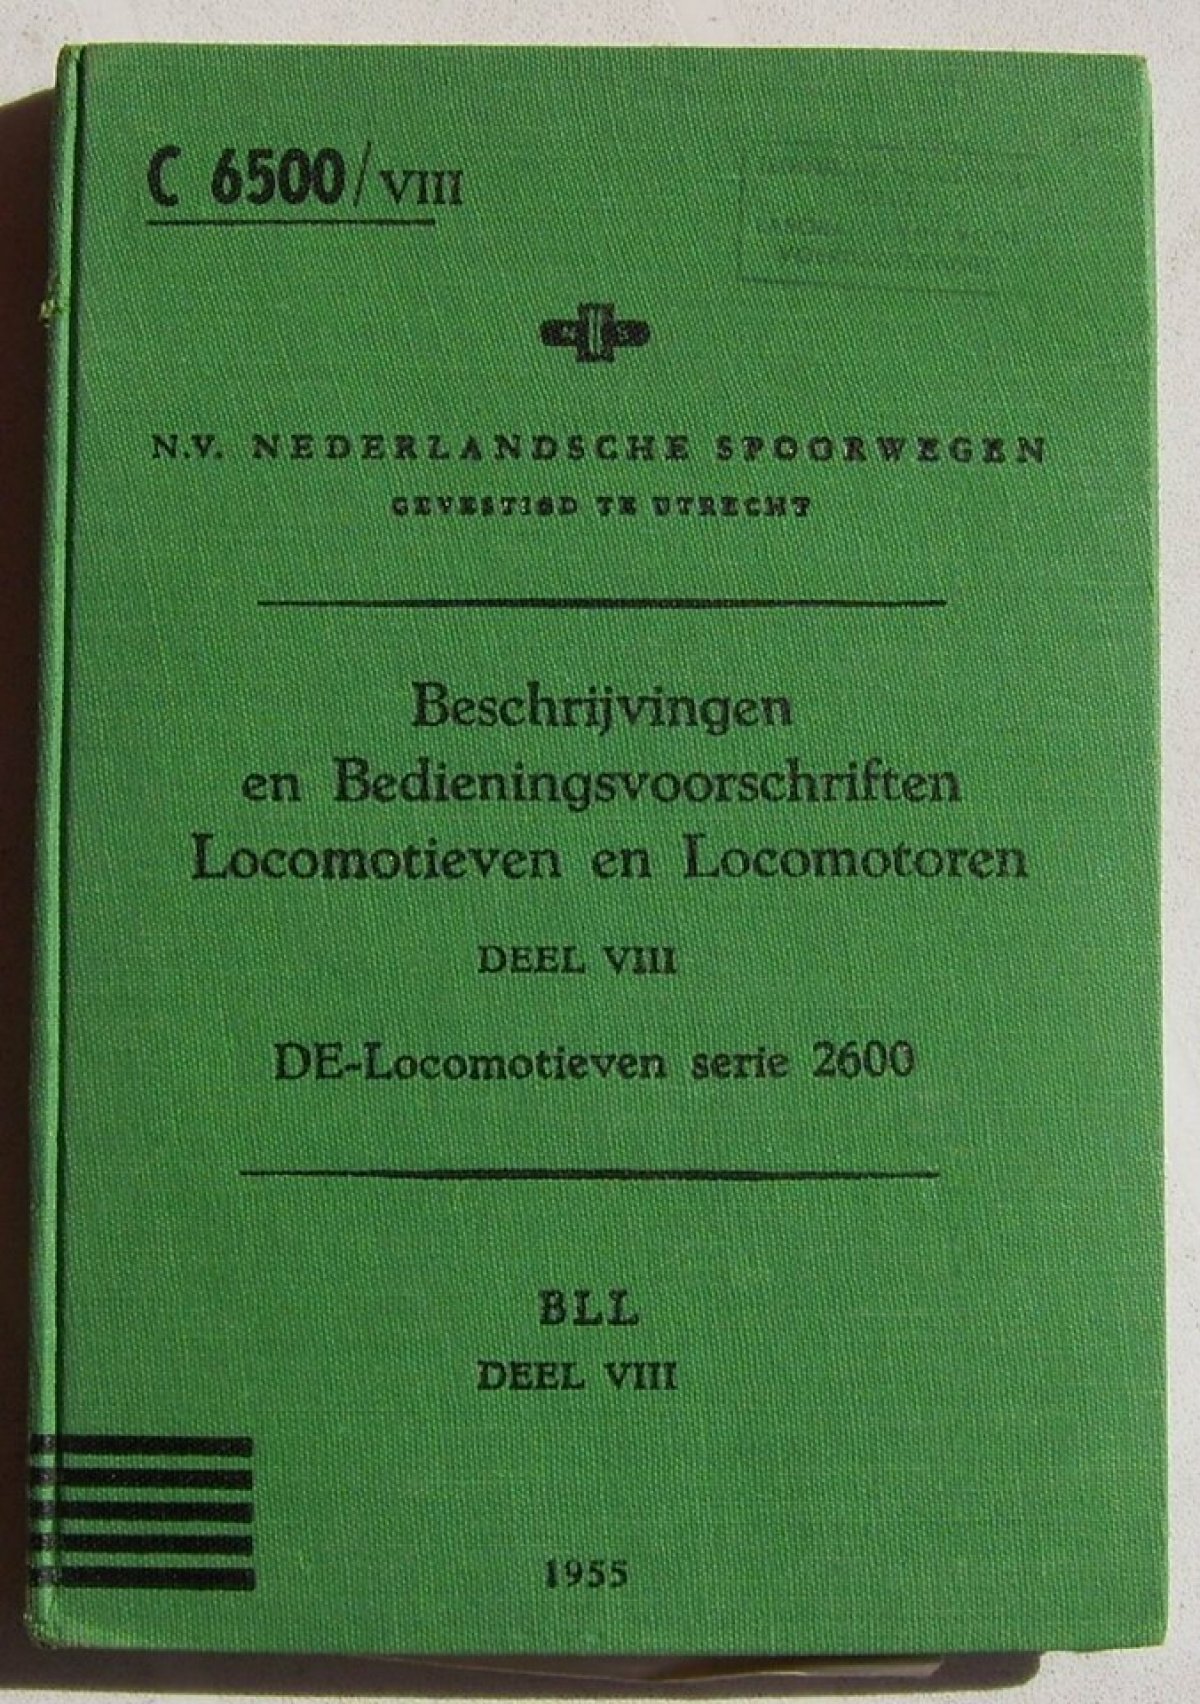 C 6500/VIII
N S
N.V. NEDERLANDSCHE SPOORWEGEN
GEVESTIGD TE UTRECHT
Beschrijvingen
en Bedieningsvoorschriften
Locomotieven en Locomotoren
DEEL VIII
DE-Locomotieven serie 2600
BLL
DEEL VIII
1955